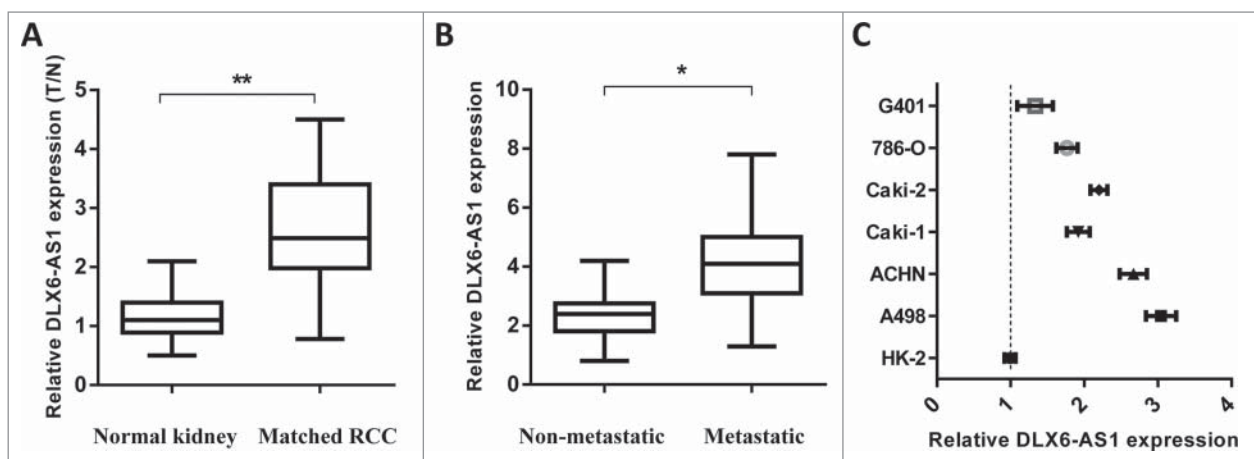 A
Relative DLX6-AS1 expression (T/N)
**
5
4
3
2
1
0
Normal kidney
Matched RCC
B
Relative DLX6-AS1 expression
*
10
8
6
4
2
0
Non-metastatic
Metastatic
C
G401
786-O
Caki-2
Caki-1
ACHN
A498
HK-2
0
1
2
3
4
Relative DLX6-AS1 expression